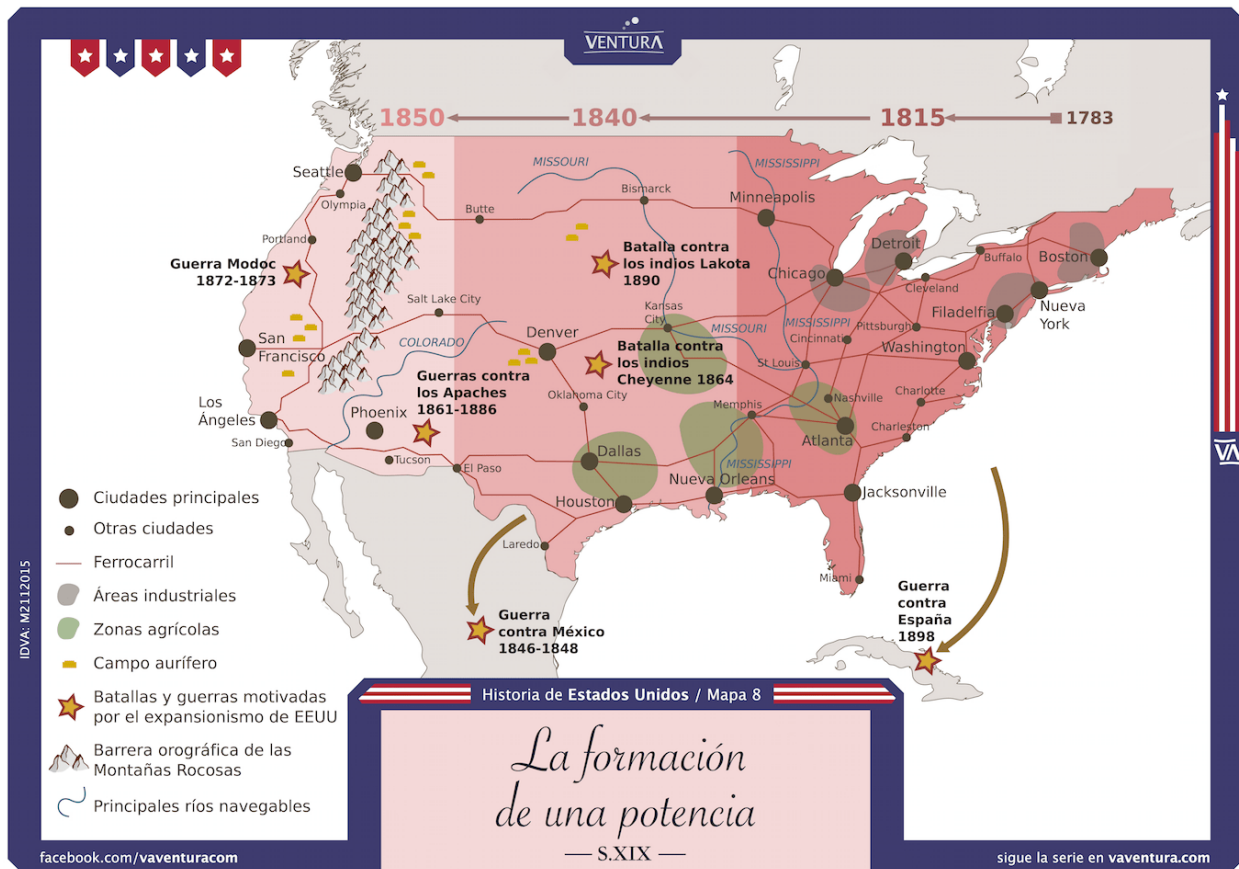 VENTURA
1850
1840
1815
1783
MISSOURI
MISSISSIPPI
Seattle
Olympia
Butte
Bismarck
Minneapolis
Portland
Guerra Modoc
1872-1873
Batalla contra
los indios Lakota
1890
Detroit
Buffalo
Boston
Chicago
Cleveland
Nueva
York
Filadelfia
Salt Lake City
Kansas
City
San
Francisco
COLORADO
Denver
MISSOURI
MISSISSIPPI
Cincinnati
Pittsburgh
Washington
St Louis
Batalla contra
los indios
Cheyenne 1864
Guerras contra
los Apaches
1861-1886
Oklahoma City
Memphis
Nashville
Charlotte
Los
Ángeles
Phoenix
San Diego
Atlanta
Charleston
Tucson
El Paso
Dallas
MISSISSIPPI
Nueva Orleans
Houston
Jacksonville
Laredo
Miami
Guerra
contra México
1846-1848
Guerra
contra
España
1898
Ciudades principales
Otras ciudades
Ferrocarril
Áreas industriales
Zonas agrícolas
Campo aurífero
Batallas y guerras motivadas
por el expansionismo de EEUU
Barrera orográfica de las
Montañas Rocosas
Principales ríos navegables
IDVA: M2112015
VA
Historia de Estados Unidos / Mapa 8
La formación
de una potencia
— S.XIX —
facebook.com/vaventuracom
sigue la serie en vaventura.com